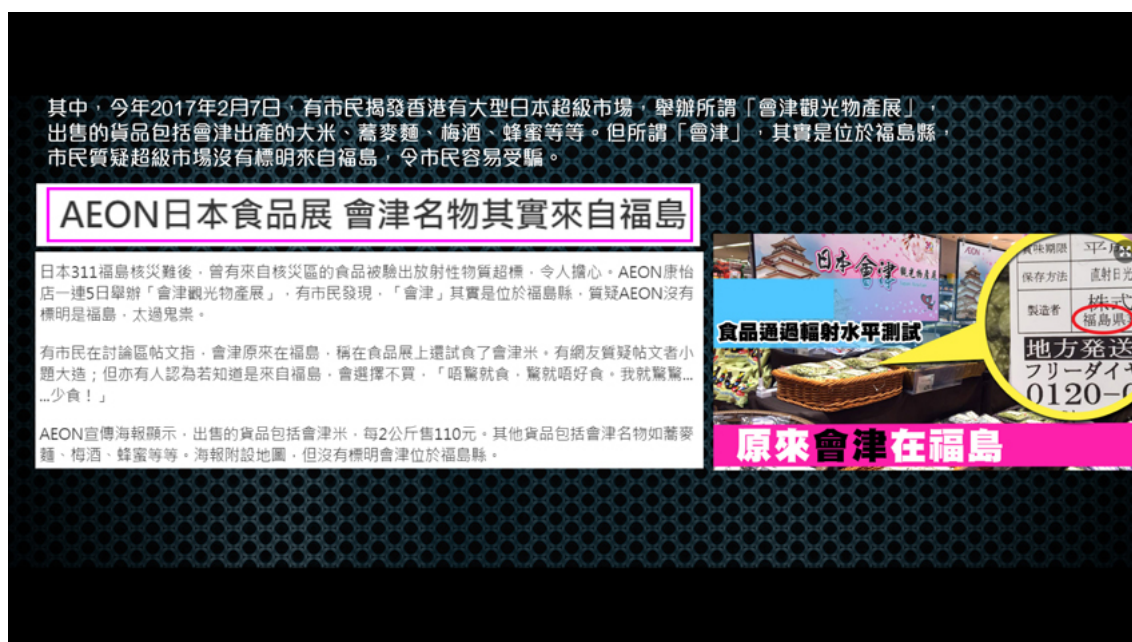 其中，今年2017年2月7日，有市民揭發香港有大型日本超級市場，舉辦所謂「會津觀光物產展」，
出售的貨品包括會津出產的大米、蕎麥麵、梅酒、蜂蜜等等。但所謂「會津」，其實是位於福島縣，
市民質疑超級市場沒有標明來自福島，令市民容易受騙。
AEON日本食品展 會津名物其實來自福島
日本311福島核災難後，曾有來自核災區的食品被驗出放射性物質超標，令人擔心。AEON康怡
店一連5日舉辦「會津觀光物產展」，有市民發現，「會津」其實是位於福島縣，質疑AEON沒有
標明是福島，太過鬼祟。
有市民在討論區帖文指，會津原來在福島，稱在食品展上還試食了會津米。有網友質疑帖文者小
題大造；但亦有人認為若知道是來自福島，會選擇不買，「唔驚就食，驚就唔好食。我就驚驚...
...少食！」
AEON宣傳海報顯示，出售的貨品包括會津米，每2公斤售110元。其他貨品包括會津名物如蕎麥
麵、梅酒、蜂蜜等等。海報附設地圖，但沒有標明會津位於福島縣。
日本會津觀光物產展
食品通過輻射水平測試
賞味期限 平成
保存方法 直射日光
製造者 株式
福島県
地方発送
フリーダイヤ
0120-0
原來會津在福島